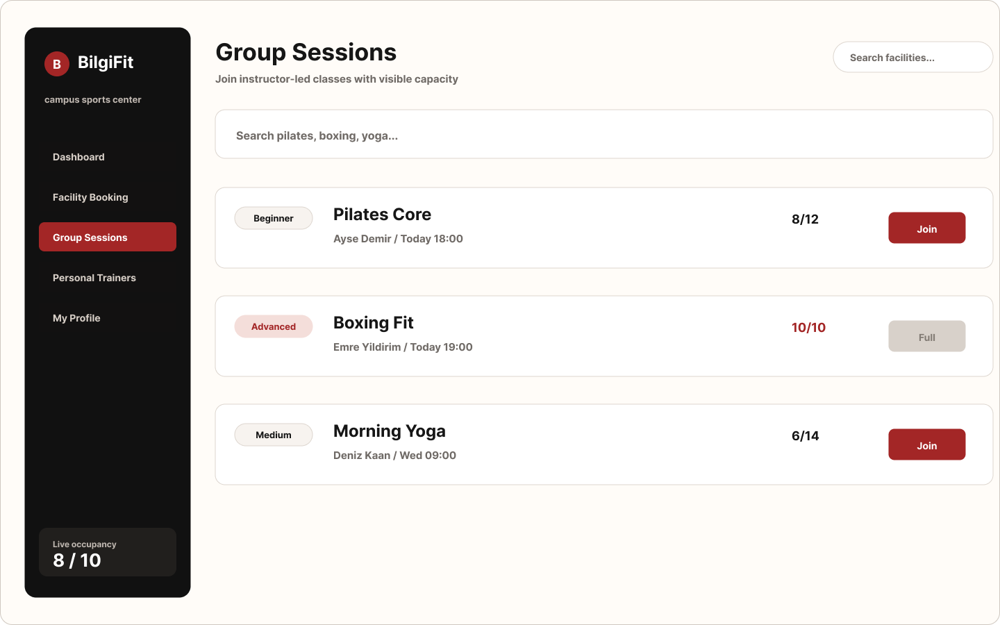 B
BilgiFit
campus sports center
Dashboard
Facility Booking
Group Sessions
Personal Trainers
My Profile
Live occupancy
8 / 10
Group Sessions
Join instructor-led classes with visible capacity
Search facilities...
Search pilates, boxing, yoga...
Beginner
Pilates Core
Ayse Demir / Today 18:00
8/12
Join
Advanced
Boxing Fit
Emre Yildirim / Today 19:00
10/10
Full
Medium
Morning Yoga
Deniz Kaan / Wed 09:00
6/14
Join